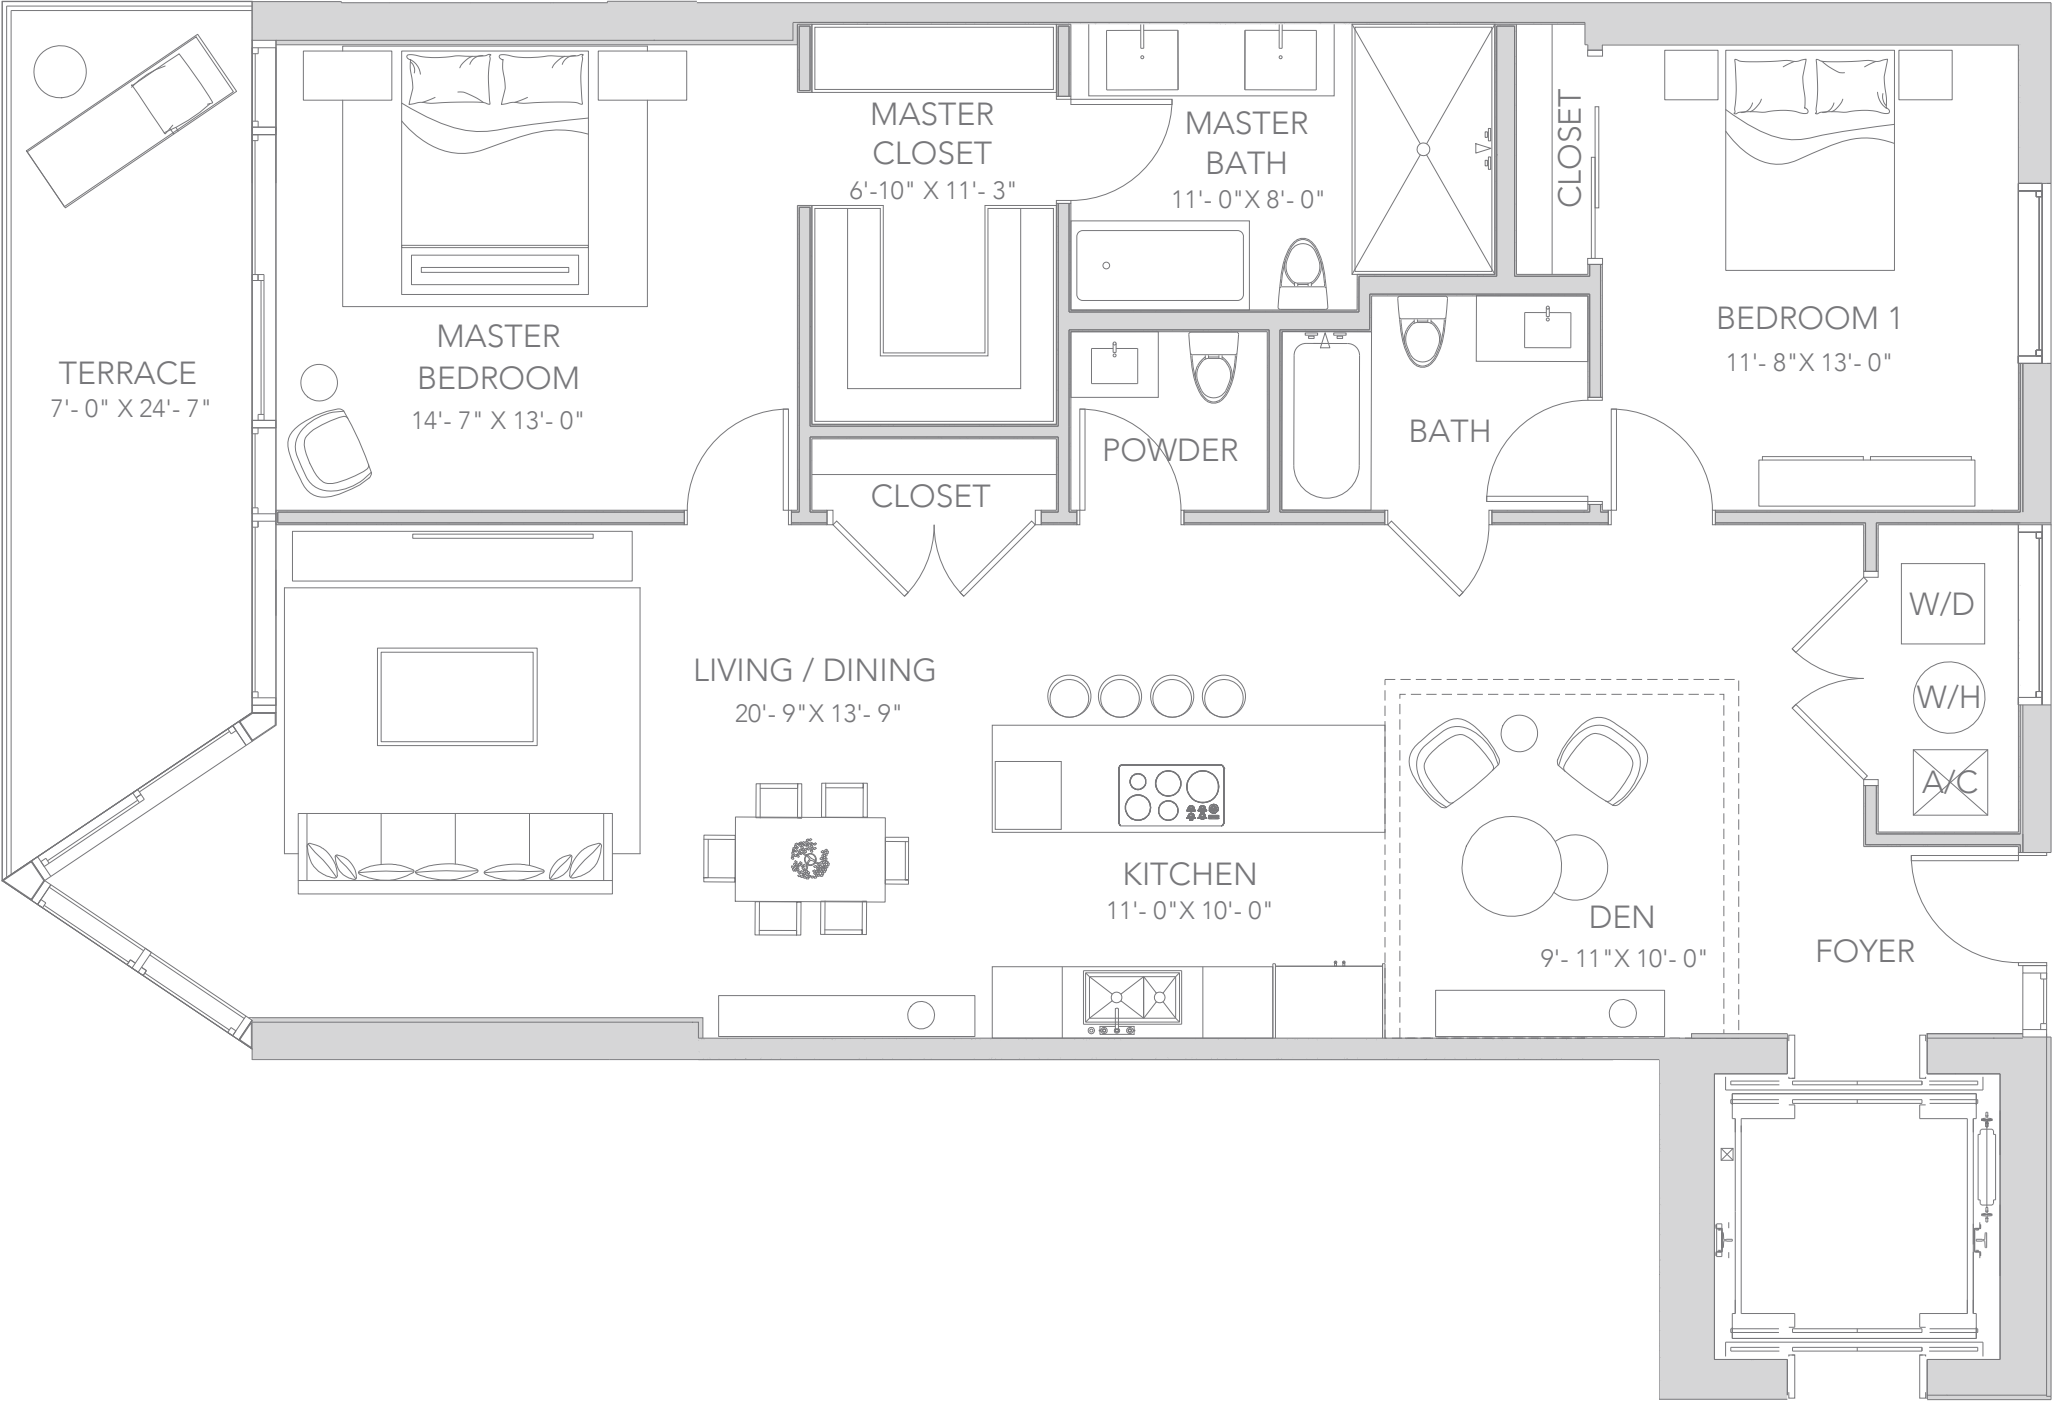 TERRACE
7'- 0" X 24'- 7"
MASTER
BEDROOM
14'- 7" X 13'- 0"
MASTER
CLOSET
6'-10" X 11'- 3"
MASTER
BATH
11'- 0"X 8'- 0"
CLOSET
BEDROOM 1
11'- 8"X 13'- 0"
CLOSET
POWDER
BATH
LIVING / DINING
20'- 9"X 13'- 9"
KITCHEN
11'- 0"X 10'- 0"
DEN
9'- 11"X 10'- 0"
FOYER
W/D
W/H
A/C